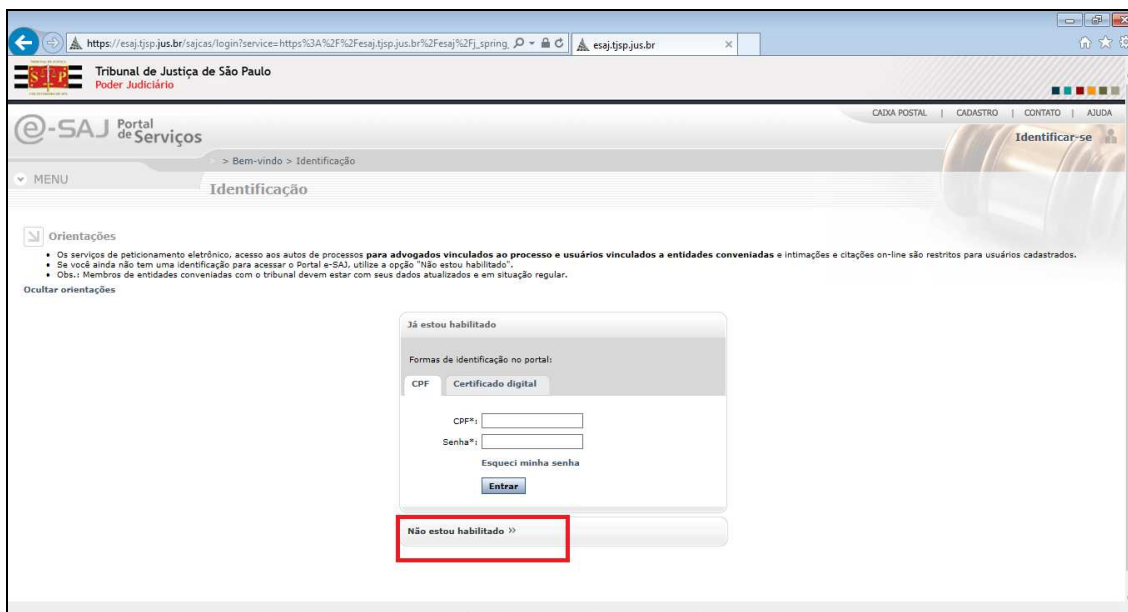 https://esaj.tjsp.jus.br/sajcas/login?service=https%3A%2F%2Fesaj.tjsp.jus.br%2Fesaj%2Fj_spring_
esaj.tjsp.jus.br
Tribunal de Justiça de São Paulo
Poder Judiciário
CAIXA POSTAL | CADASTRO | CONTATO | AJUDA
e-SAJ Portal de Serviços
Identificar-se
> Bem-vindo > Identificação
MENU
Identificação
Orientações
• Os serviços de peticionamento eletrônico, acesso aos autos de processos para advogados vinculados ao processo e usuários vinculados a entidades conveniadas e intimações e citações on-line são restritos para usuários cadastrados.
• Se você ainda não tem uma identificação para acessar o Portal e-SAJ, utilize a opção "Não estou habilitado".
• Obs.: Membros de entidades conveniadas com o tribunal devem estar com seus dados atualizados e em situação regular.
Ocultar orientações
Já estou habilitado
Formas de identificação no portal:
CPF Certificado digital
CPF*:
Senha*:
Esqueci minha senha
Entrar
Não estou habilitado »